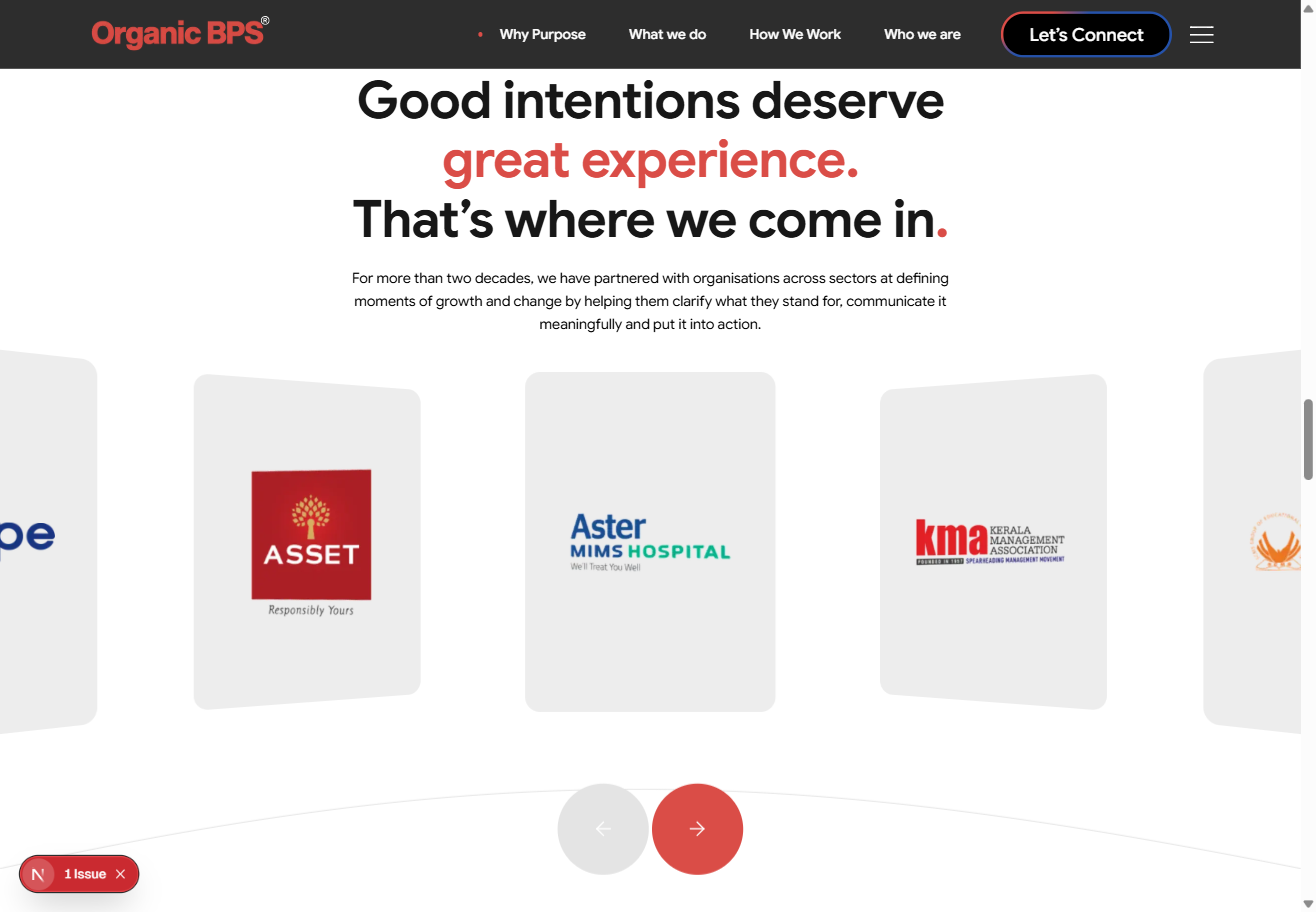 Organic BPS®
Why Purpose
What we do
How We Work
Who we are
Let’s Connect
Good intentions deserve
great experience.
That’s where we come in.
For more than two decades, we have partnered with organisations across sectors at defining
moments of growth and change by helping them clarify what they stand for, communicate it
meaningfully and put it into action.
pe
ASSET
Responsibly Yours
Aster
MIMS HOSPITAL
We'll Treat You Well
kma
KERALA
MANAGEMENT
ASSOCIATION
FOUNDED IN 1957 SPEARHEADING MANAGEMENT MOVEMENT
N
1 Issue